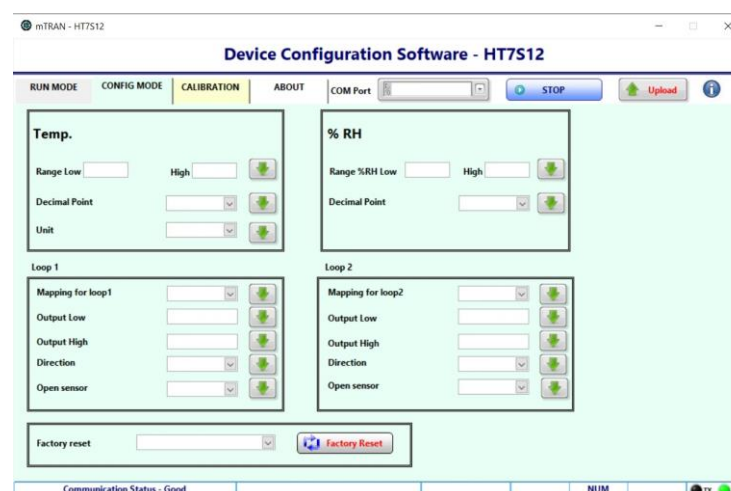 mTRAN - HT7S12
Device Configuration Software - HT7S12
RUN MODE CONFIG MODE CALIBRATION ABOUT COM Port STOP Upload
Temp.
Range Low High
Decimal Point
Unit
% RH
Range %RH Low High
Decimal Point
Loop 1
Mapping for loop1
Output Low
Output High
Direction
Open sensor
Loop 2
Mapping for loop2
Output Low
Output High
Direction
Open sensor
Factory reset Factory Reset
Communication Status - Good NUM TX